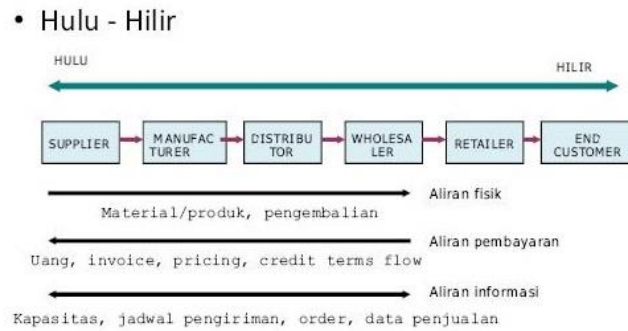 • Hulu - Hilir
HULU
HILIR
SUPPLIER
MANUFAC
TURER
DISTRIBU
TOR
WHOLESA
LER
RETAILER
END
CUSTOMER
Aliran fisik
Material/produk, pengembalian
Aliran pembayaran
Uang, invoice, pricing, credit terms flow
Aliran informasi
Kapasitas, jadwal pengiriman, order, data penjualan